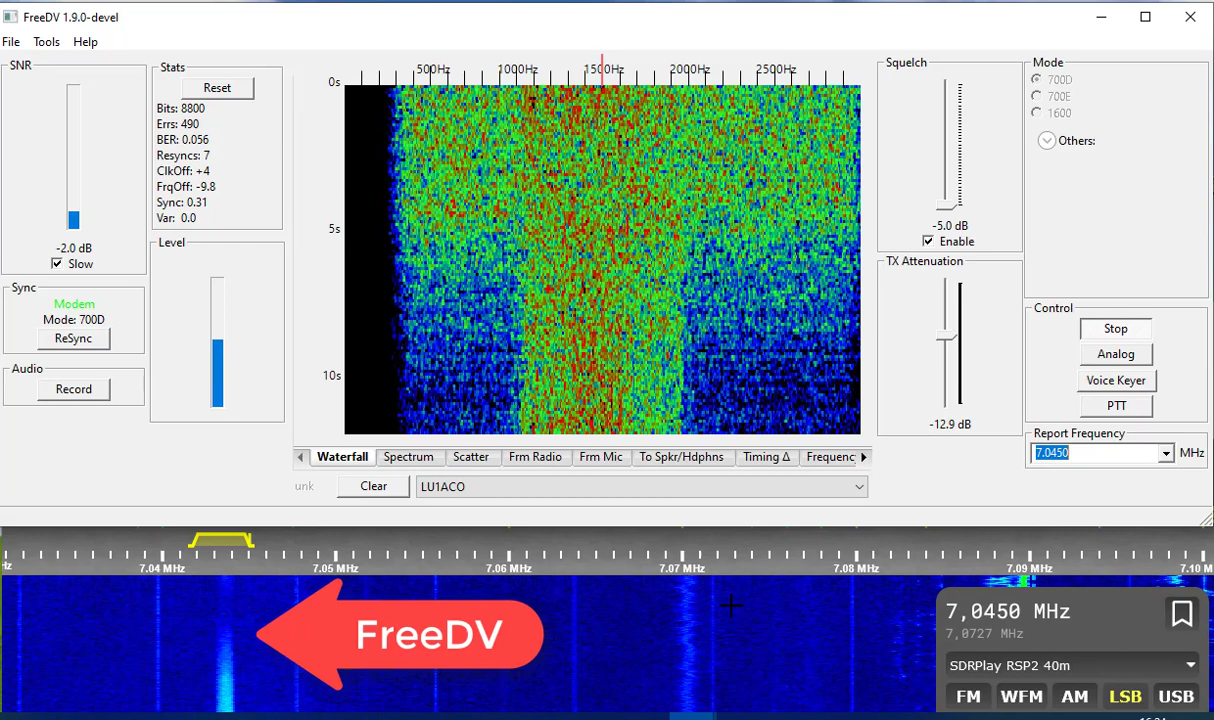 FreeDV 1.9.0-devel
File Tools Help
SNR
-2.0 dB
Slow
Sync
Modem
Mode: 700D
ReSync
Audio
Record
Stats
Reset
Bits: 8800
Errs: 490
BER: 0.056
Resyncs: 7
ClkOff: +4
FrqOff: -9.8
Sync: 0.31
Var: 0.0
Level
500Hz 1000Hz 1500Hz 2000Hz 2500Hz
0s
5s
10s
Waterfall Spectrum Scatter Frm Radio Frm Mic To Spkr/Hdphns Timing Δ Frequenc
unk Clear LU1ACO
Squelch
-5.0 dB
Enable
TX Attenuation
-12.9 dB
Mode
700D
700E
1600
Others:
Control
Stop
Analog
Voice Keyer
PTT
Report Frequency
7.0450 MHz
Hz 7.04 MHz 7.05 MHz 7.06 MHz 7.07 MHz 7.08 MHz 7.09 MHz 7.10 M
FreeDV
7,0450 MHz
7,0727 MHz
SDRPlay RSP2 40m
FM WFM AM LSB USB